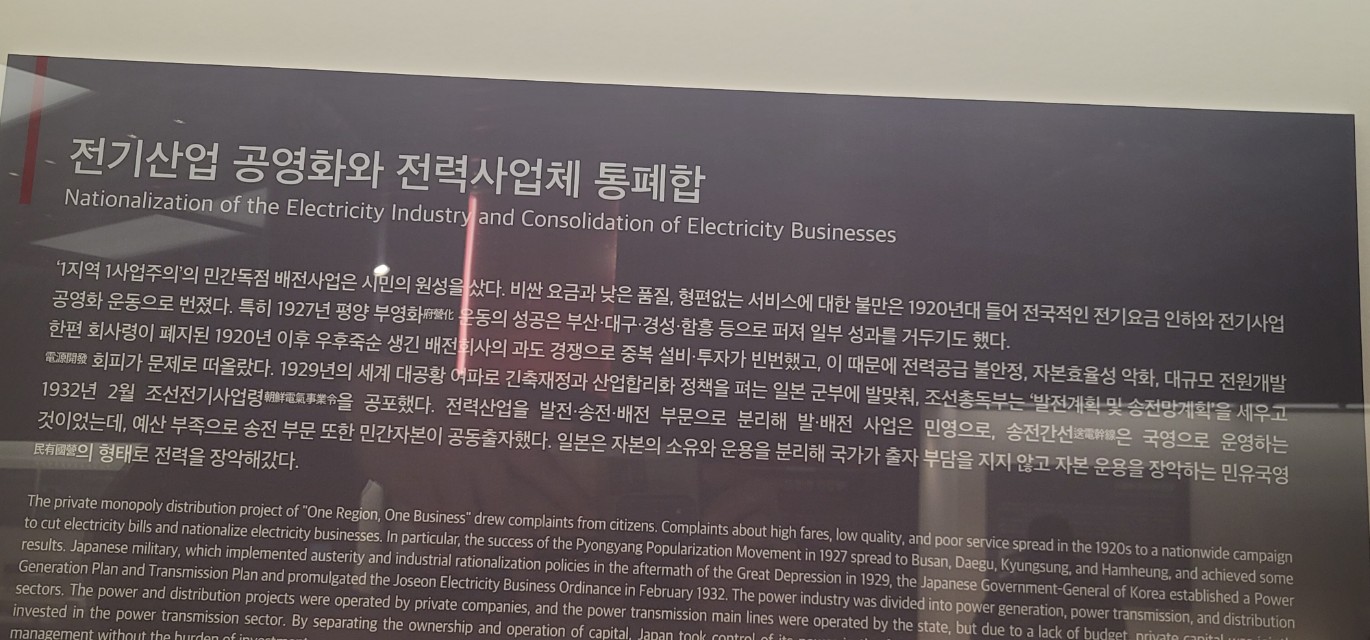 전기산업 공영화와 전력사업체 통폐합
Nationalization of the Electricity Industry and Consolidation of Electricity Businesses
'1지역 1사업주의'의 민간독점 배전사업은 시민의 원성을 샀다. 비싼 요금과 낮은 품질, 형편없는 서비스에 대한 불만은 1920년대 들어 전국적인 전기요금 인하와 전기사업
공영화 운동으로 번졌다. 특히 1927년 평양 부영화府營化 운동의 성공은 부산·대구·경성·함흥 등으로 퍼져 일부 성과를 거두기도 했다.
한편 회사령이 폐지된 1920년 이후 우후죽순 생긴 배전회사의 과도 경쟁으로 중복 설비·투자가 빈번했고, 이 때문에 전력공급 불안정, 자본효율성 악화, 대규모 전원개발
電源開發 회피가 문제로 떠올랐다. 1929년의 세계 대공황 여파로 긴축재정과 산업합리화 정책을 펴는 일본 군부에 발맞춰, 조선총독부는 '발전계획 및 송전망계획'을 세우고
1932년 2월 조선전기사업령朝鮮電氣事業令을 공포했다. 전력산업을 발전·송전·배전 부문으로 분리해 발·배전 사업은 민영으로, 송전간선送電幹線은 국영으로 운영하는
것이었는데, 예산 부족으로 송전 부문 또한 민간자본이 공동출자했다. 일본은 자본의 소유와 운용을 분리해 국가가 출자 부담을 지지 않고 자본 운용을 장악하는 민유국영
民有國營의 형태로 전력을 장악해갔다.
The private monopoly distribution project of "One Region, One Business" drew complaints from citizens. Complaints about high fares, low quality, and poor service spread in the 1920s to a nationwide campaign
to cut electricity bills and nationalize electricity businesses. In particular, the success of the Pyongyang Popularization Movement in 1927 spread to Busan, Daegu, Kyungsung, and Hamheung, and achieved some
results. Japanese military, which implemented austerity and industrial rationalization policies in the aftermath of the Great Depression in 1929, the Japanese Government-General of Korea established a Power
Generation Plan and Transmission Plan and promulgated the Joseon Electricity Business Ordinance in February 1932. The power industry was divided into power generation, power transmission, and distribution
sectors. The power and distribution projects were operated by private companies, and the power transmission main lines were operated by the state, but due to a lack of budget, private capital was
invested in the power transmission sector. By separating the ownership and operation of capital, Japan took control of its power in the
management without the burden of